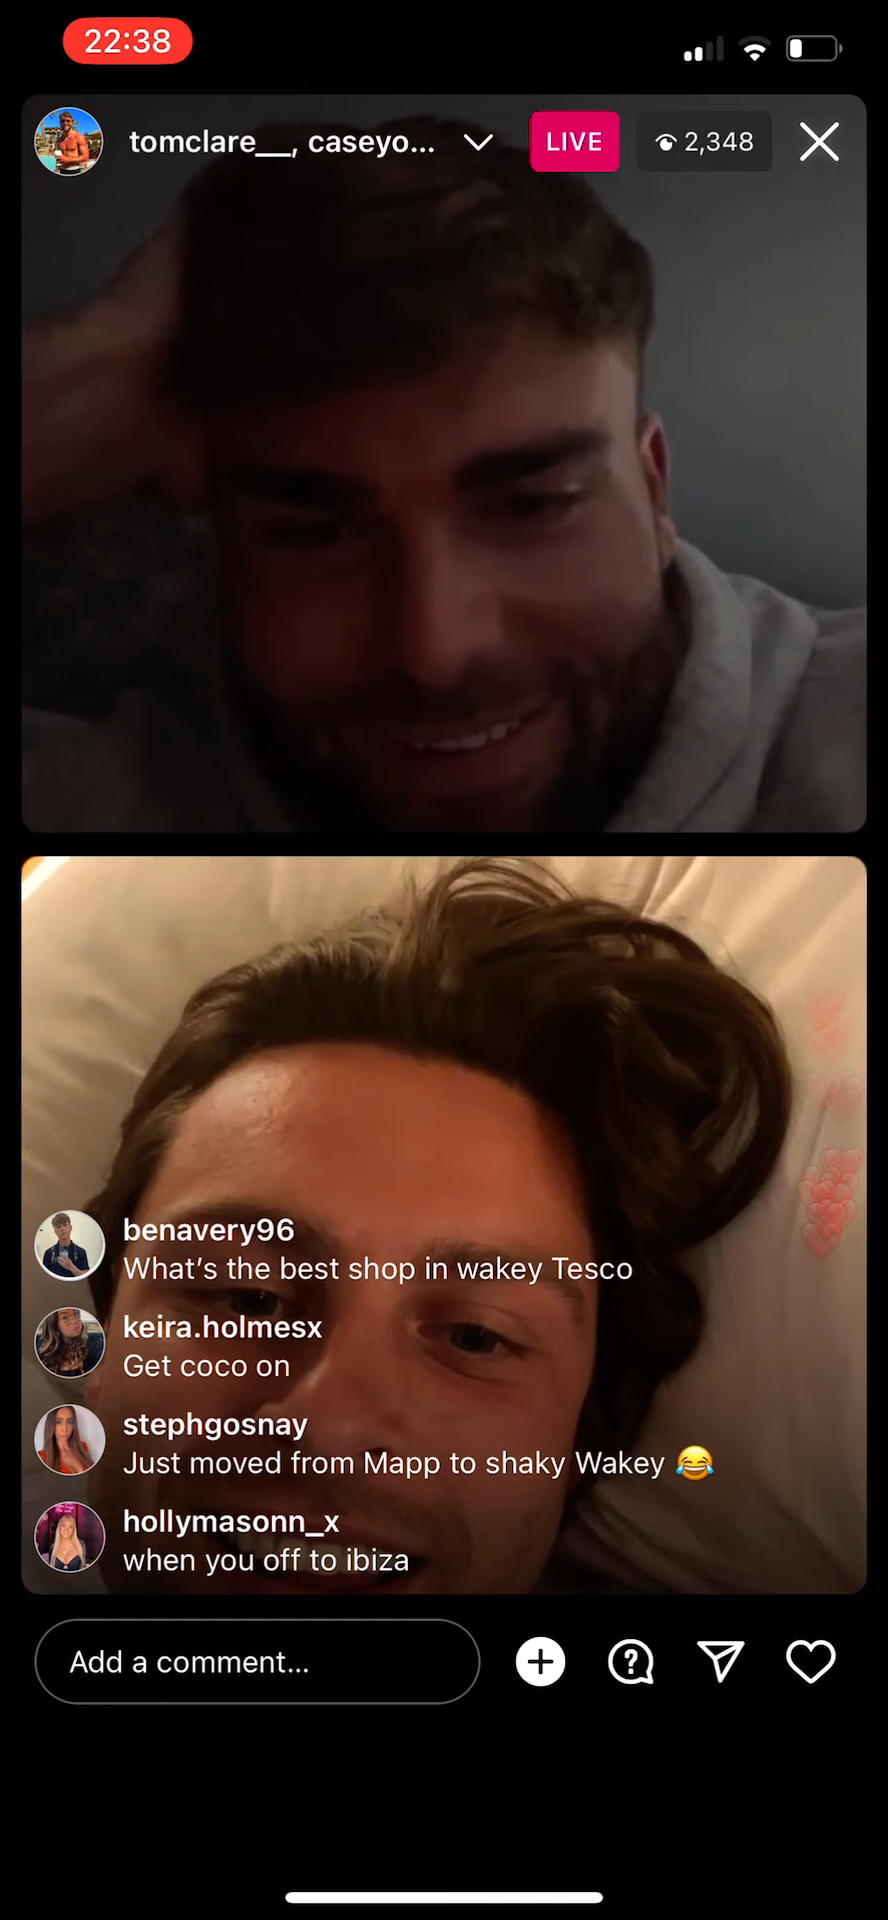 22:38
tomclare__, caseyo...
LIVE
2,348
benavery96
What's the best shop in wakey Tesco
keira.holmesx
Get coco on
stephgosnay
Just moved from Mapp to shaky Wakey 😂
hollymasonn_x
when you off to ibiza
Add a comment...